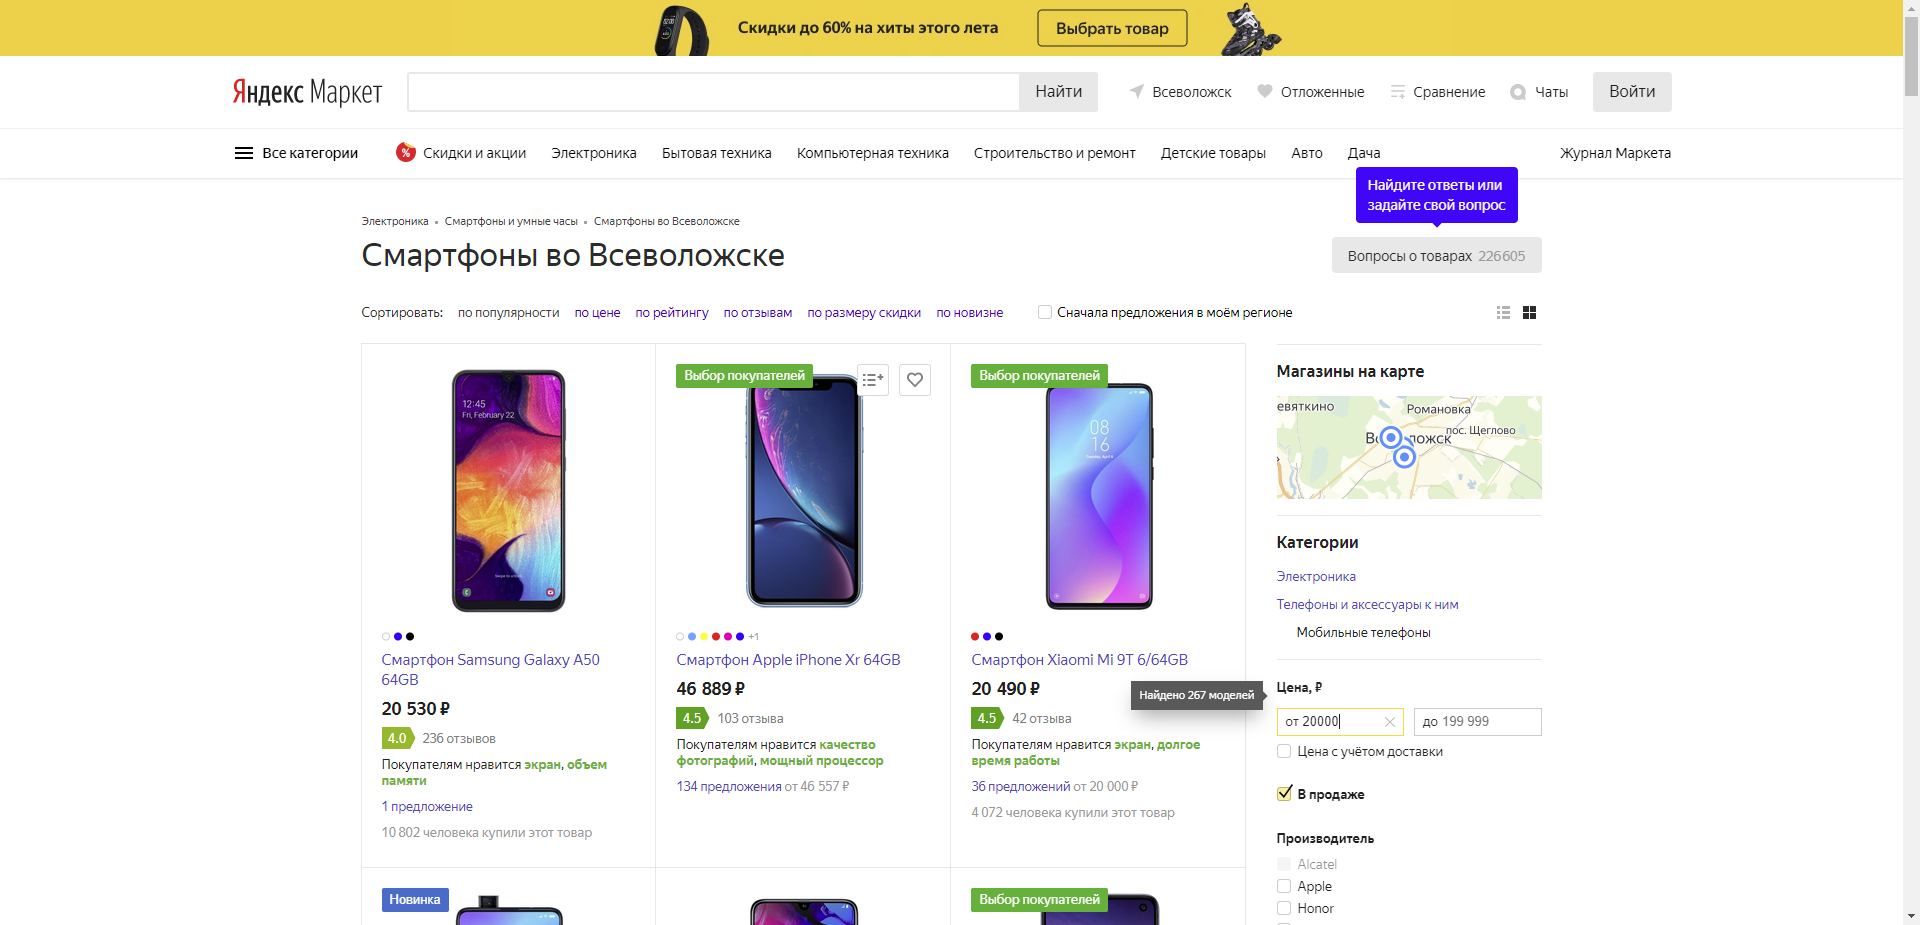 Скидки до 60% на хиты этого лета
Выбрать товар
Яндекс Маркет
Найти
Всеволожск
Отложенные
Сравнение
Чаты
Войти
Все категории
%
Скидки и акции
Электроника
Бытовая техника
Компьютерная техника
Строительство и ремонт
Детские товары
Авто
Дача
Журнал Маркета
Найдите ответы или
задайте свой вопрос
Электроника
Смартфоны и умные часы
Смартфоны во Всеволожске
Смартфоны во Всеволожске
Вопросы о товарах 226605
Сортировать:
по популярности
по цене
по рейтингу
по отзывам
по размеру скидки
по новизне
Сначала предложения в моём регионе
12:45
Fri, February 22
Смартфон Samsung Galaxy A50
64GB
20 530 ₽
4.0
236 отзывов
Покупателям нравится экран, объем
памяти
1 предложение
10 802 человека купили этот товар
Выбор покупателей
+1
Смартфон Apple iPhone Xr 64GB
46 889 ₽
4.5
103 отзыва
Покупателям нравится качество
фотографий, мощный процессор
134 предложения от 46 557 ₽
Выбор покупателей
08
16
Смартфон Xiaomi Mi 9T 6/64GB
20 490 ₽
4.5
42 отзыва
Покупателям нравится экран, долгое
время работы
36 предложений от 20 000 ₽
4 072 человека купили этот товар
Новинка
Выбор покупателей
Магазины на карте
евяткино
Романовка
пос. Щеглово
Категории
Электроника
Телефоны и аксессуары к ним
Мобильные телефоны
Найдено 267 моделей
Цена, ₽
от 20000
до 199 999
Цена с учётом доставки
В продаже
Производитель
Alcatel
Apple
Honor